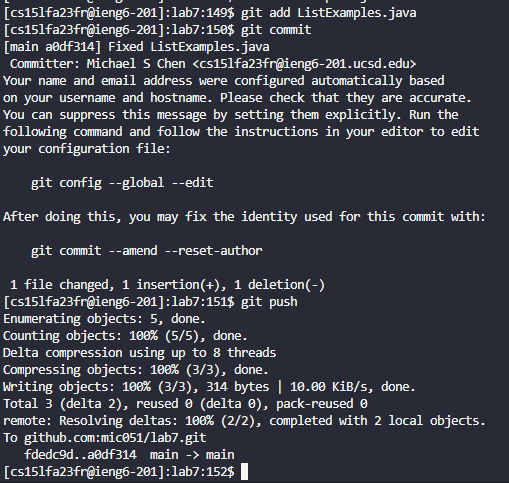 [cs15lfa23fr@ieng6-201]:lab7:149$ git add ListExamples.java
[cs15lfa23fr@ieng6-201]:lab7:150$ git commit
[main a0df314] Fixed ListExamples.java
 Committer: Michael S Chen <cs15lfa23fr@ieng6-201.ucsd.edu>
Your name and email address were configured automatically based
on your username and hostname. Please check that they are accurate.
You can suppress this message by setting them explicitly. Run the
following command and follow the instructions in your editor to edit
your configuration file:

    git config --global --edit

After doing this, you may fix the identity used for this commit with:

    git commit --amend --reset-author

 1 file changed, 1 insertion(+), 1 deletion(-)
[cs15lfa23fr@ieng6-201]:lab7:151$ git push
Enumerating objects: 5, done.
Counting objects: 100% (5/5), done.
Delta compression using up to 8 threads
Compressing objects: 100% (3/3), done.
Writing objects: 100% (3/3), 314 bytes | 10.00 KiB/s, done.
Total 3 (delta 2), reused 0 (delta 0), pack-reused 0
remote: Resolving deltas: 100% (2/2), completed with 2 local objects.
To github.com:mic051/lab7.git
   fdedc9d..a0df314  main -> main
[cs15lfa23fr@ieng6-201]:lab7:152$